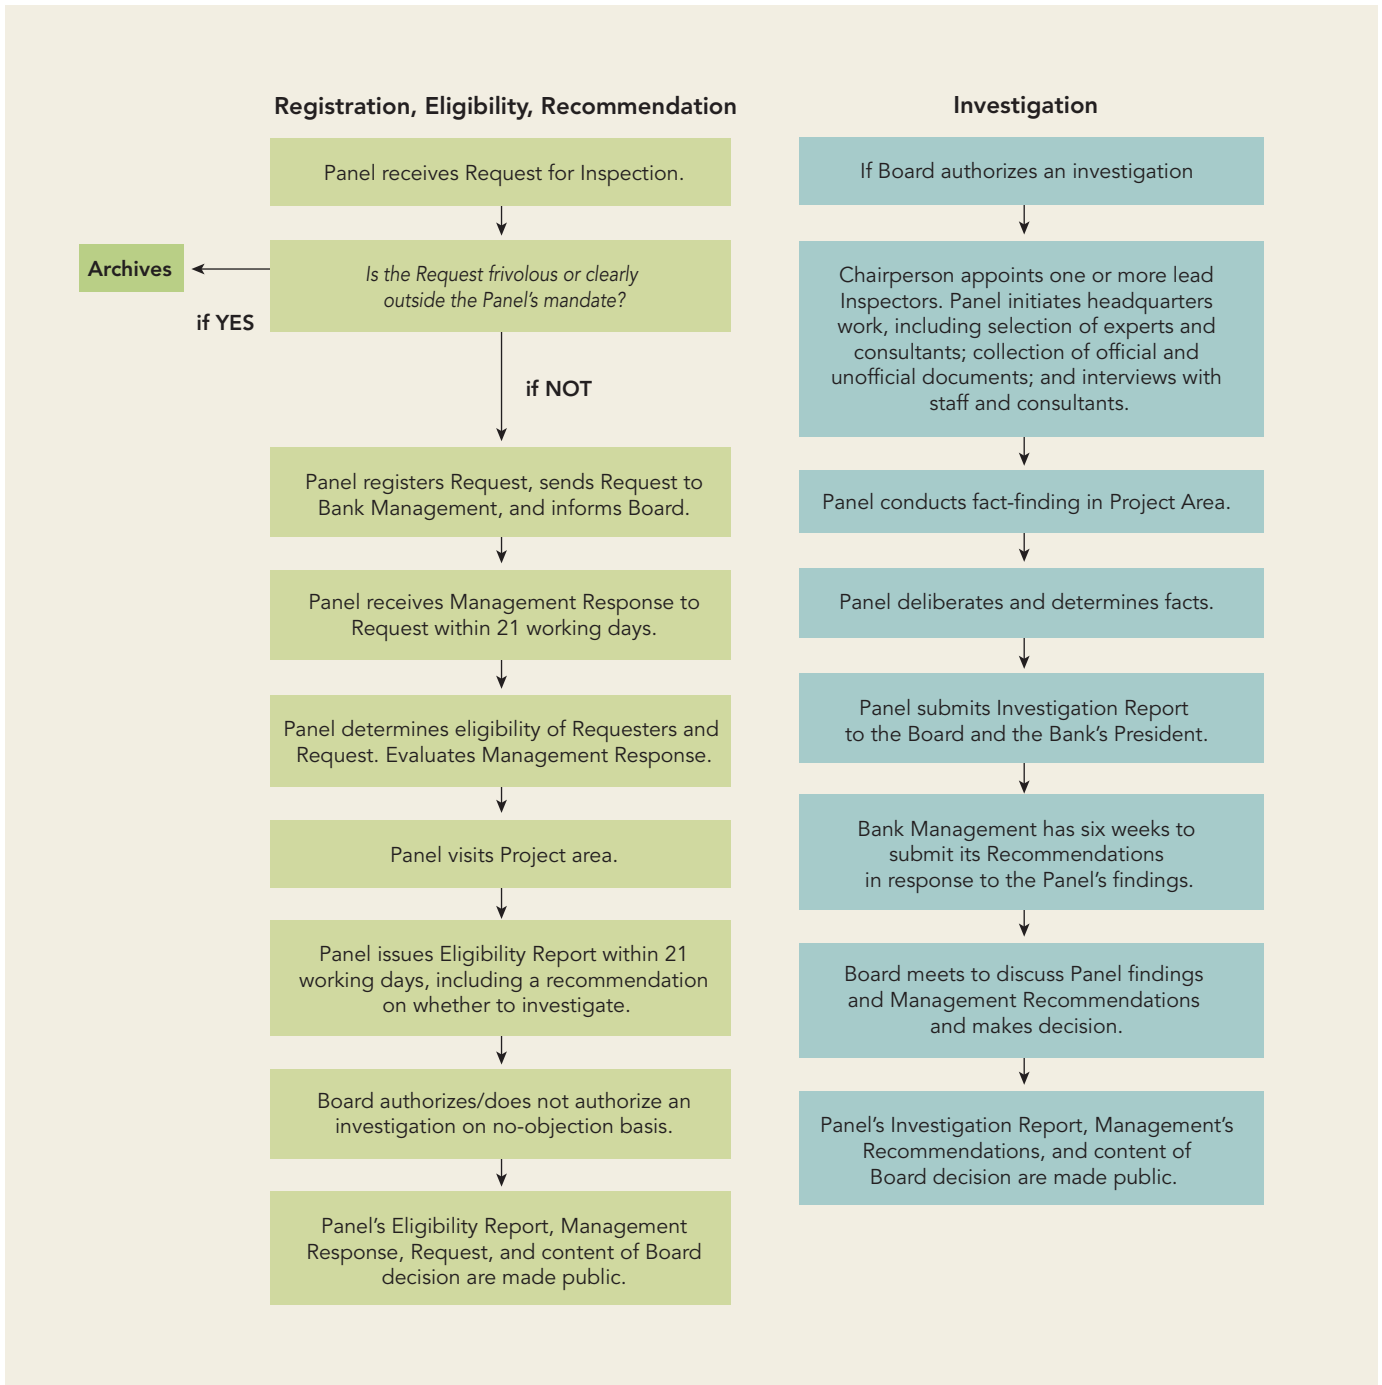 Registration, Eligibility, Recommendation
Panel receives Request for Inspection.
Archives
if YES
Is the Request frivolous or clearly
outside the Panel’s mandate?
if NOT
Panel registers Request, sends Request to
Bank Management, and informs Board.
Panel receives Management Response to
Request within 21 working days.
Panel determines eligibility of Requesters and
Request. Evaluates Management Response.
Panel visits Project area.
Panel issues Eligibility Report within 21
working days, including a recommendation
on whether to investigate.
Board authorizes/does not authorize an
investigation on no-objection basis.
Panel’s Eligibility Report, Management
Response, Request, and content of Board
decision are made public.
Investigation
If Board authorizes an investigation
Chairperson appoints one or more lead
Inspectors. Panel initiates headquarters
work, including selection of experts and
consultants; collection of official and
unofficial documents; and interviews with
staff and consultants.
Panel conducts fact-finding in Project Area.
Panel deliberates and determines facts.
Panel submits Investigation Report
to the Board and the Bank’s President.
Bank Management has six weeks to
submit its Recommendations
in response to the Panel’s findings.
Board meets to discuss Panel findings
and Management Recommendations
and makes decision.
Panel’s Investigation Report, Management’s
Recommendations, and content of
Board decision are made public.